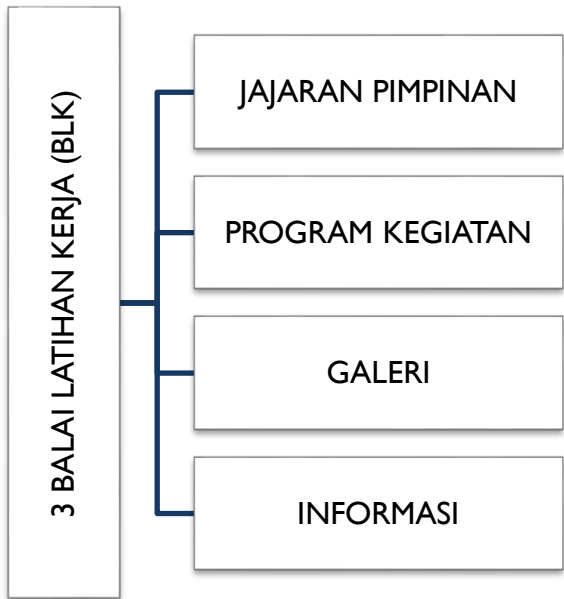 3 BALAI LATIHAN KERJA (BLK)
JAJARAN PIMPINAN
PROGRAM KEGIATAN
GALERI
INFORMASI